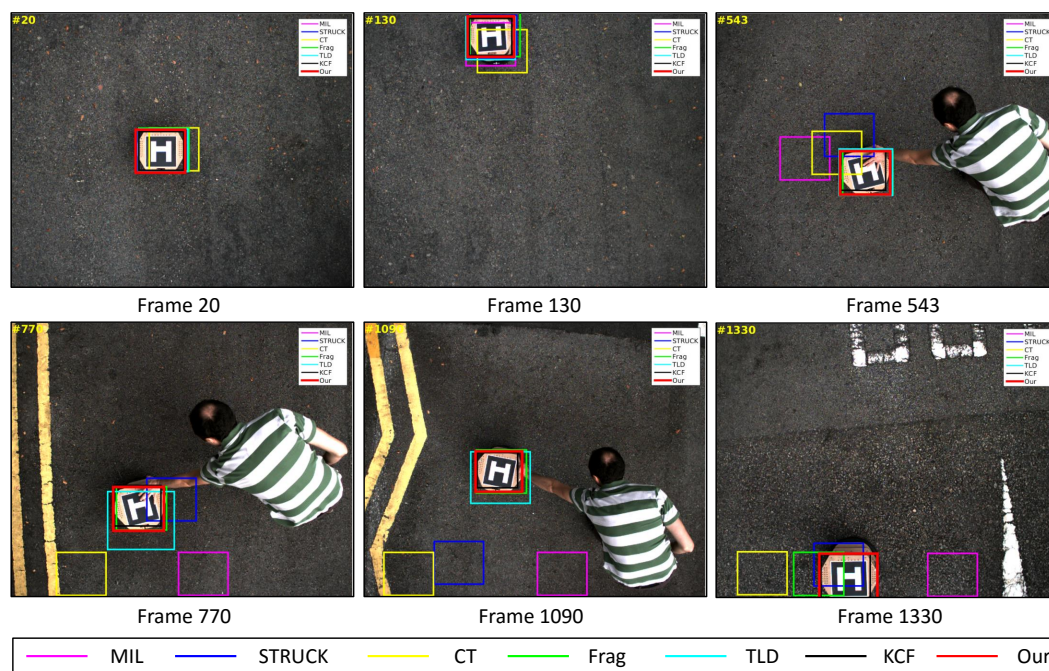 #20
MIL
STRUCK
CT
Frag
TLD
KCF
Our
H
#130
MIL
STRUCK
CT
Frag
TLD
KCF
Our
H
#543
MIL
STRUCK
CT
Frag
TLD
KCF
Our
H
Frame 20
Frame 130
Frame 543
#770
MIL
STRUCK
CT
Frag
TLD
KCF
Our
H
#1090
MIL
STRUCK
CT
Frag
TLD
KCF
Our
H
#1330
MIL
STRUCK
CT
Frag
TLD
KCF
Our
H
Frame 770
Frame 1090
Frame 1330
MIL STRUCK CT Frag TLD KCF Our